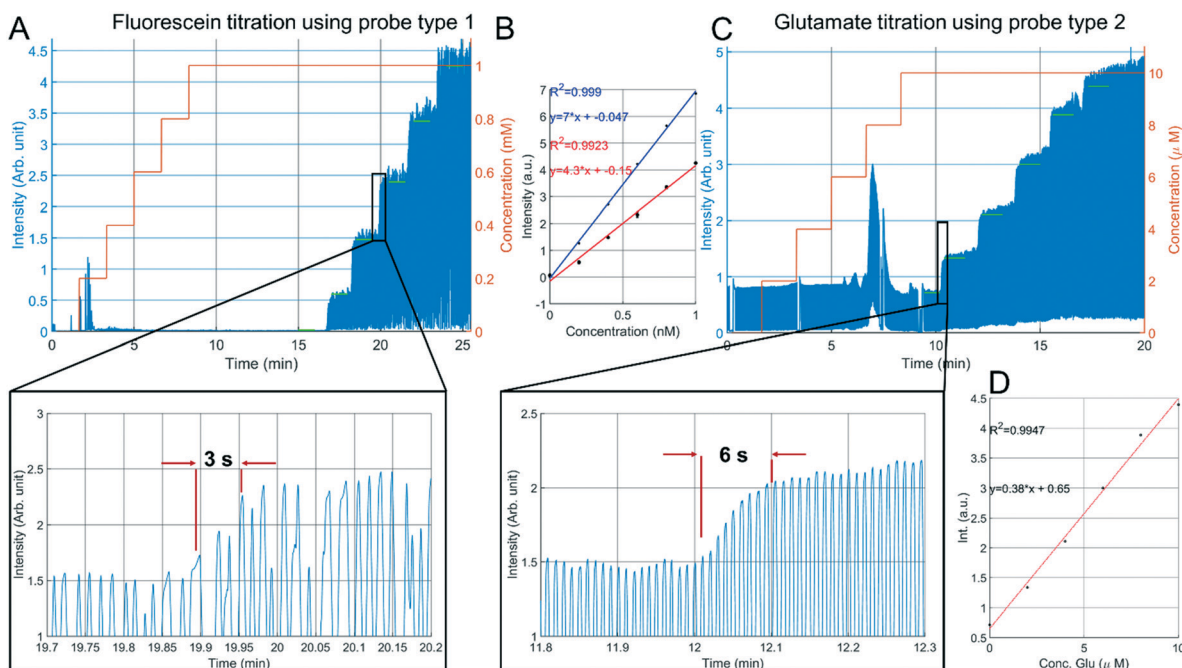 A
Fluorescein titration using probe type 1
Intensity (Arb. unit)
4.5
4
3.5
3
2.5
2
1.5
1
0.5
0
0 5 10 15 20 25
Time (min)
1
0.8
0.6
0.4
0.2
0
Concentration (mM)
B
Intensity (a.u.)
8
7
6
5
4
3
2
1
0
-1
R²=0.999
y=7*x + -0.047
R²=0.9923
y=4.3*x + -0.15
0 0.5 1
Concentration (nM)
C
Glutamate titration using probe type 2
Intensity (Arb. unit)
5
4
3
2
1
0
0 5 10 15 20
Time (min)
10
8
6
4
2
0
Concentration (μ M)
Intensity (Arb. unit)
3
2.5
2
1.5
1
3 s
19.7 19.75 19.8 19.85 19.9 19.95 20 20.05 20.1 20.15 20.2
Time (min)
Intensity (Arb. unit)
2.5
2
1.5
1
6 s
11.8 11.9 12 12.1 12.2 12.3
Time (min)
D
Int. (a.u.)
4.5
4
3.5
3
2.5
2
1.5
1
0.5
R²=0.9947
y=0.38*x + 0.65
0 5 10
Conc. Glu (μ M)